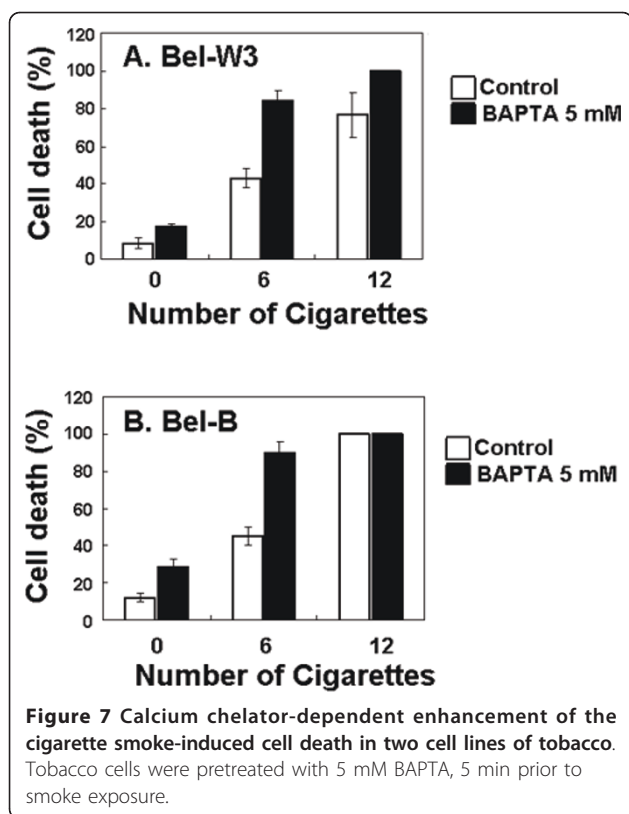 120
100
80
60
40
20
0
Cell death (%)
A. Bel-W3
Control
BAPTA 5 mM
0 6 12
Number of Cigarettes
120
100
80
60
40
20
0
Cell death (%)
B. Bel-B
Control
BAPTA 5 mM
0 6 12
Number of Cigarettes
Figure 7 Calcium chelator-dependent enhancement of the
cigarette smoke-induced cell death in two cell lines of tobacco.
Tobacco cells were pretreated with 5 mM BAPTA, 5 min prior to
smoke exposure.